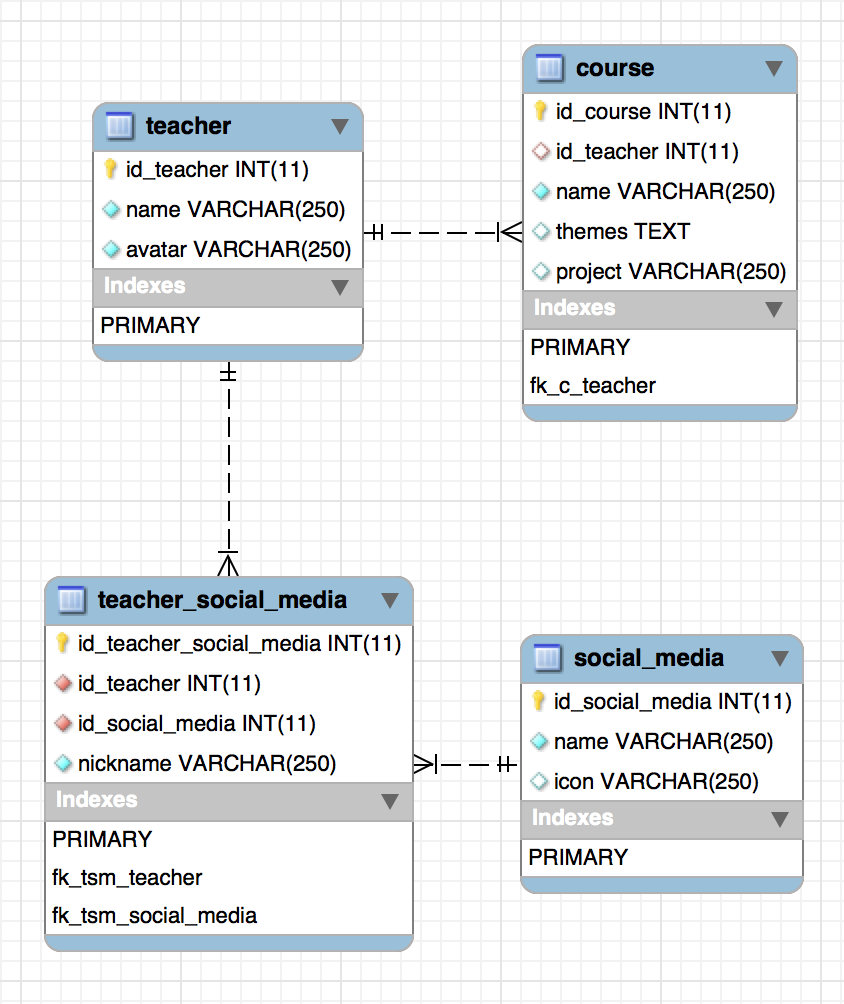 teacher
id_teacher INT(11)
name VARCHAR(250)
avatar VARCHAR(250)
Indexes
PRIMARY
course
id_course INT(11)
id_teacher INT(11)
name VARCHAR(250)
themes TEXT
project VARCHAR(250)
Indexes
PRIMARY
fk_c_teacher
teacher_social_media
id_teacher_social_media INT(11)
id_teacher INT(11)
id_social_media INT(11)
nickname VARCHAR(250)
Indexes
PRIMARY
fk_tsm_teacher
fk_tsm_social_media
social_media
id_social_media INT(11)
name VARCHAR(250)
icon VARCHAR(250)
Indexes
PRIMARY